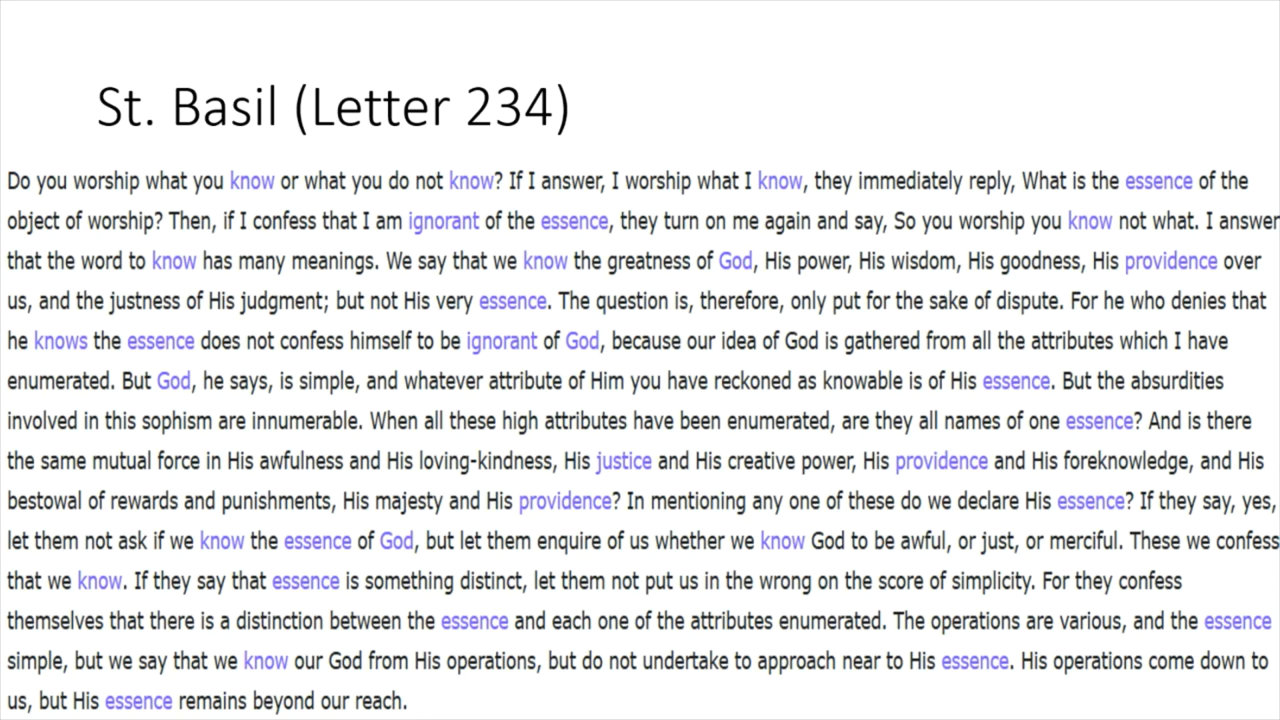 St. Basil (Letter 234)
Do you worship what you know or what you do not know? If I answer, I worship what I know, they immediately reply, What is the essence of the
object of worship? Then, if I confess that I am ignorant of the essence, they turn on me again and say, So you worship you know not what. I answer
that the word to know has many meanings. We say that we know the greatness of God, His power, His wisdom, His goodness, His providence over
us, and the justness of His judgment; but not His very essence. The question is, therefore, only put for the sake of dispute. For he who denies that
he knows the essence does not confess himself to be ignorant of God, because our idea of God is gathered from all the attributes which I have
enumerated. But God, he says, is simple, and whatever attribute of Him you have reckoned as knowable is of His essence. But the absurdities
involved in this sophism are innumerable. When all these high attributes have been enumerated, are they all names of one essence? And is there
the same mutual force in His awfulness and His loving-kindness, His justice and His creative power, His providence and His foreknowledge, and His
bestowal of rewards and punishments, His majesty and His providence? In mentioning any one of these do we declare His essence? If they say, yes,
let them not ask if we know the essence of God, but let them enquire of us whether we know God to be awful, or just, or merciful. These we confess
that we know. If they say that essence is something distinct, let them not put us in the wrong on the score of simplicity. For they confess
themselves that there is a distinction between the essence and each one of the attributes enumerated. The operations are various, and the essence
simple, but we say that we know our God from His operations, but do not undertake to approach near to His essence. His operations come down to
us, but His essence remains beyond our reach.